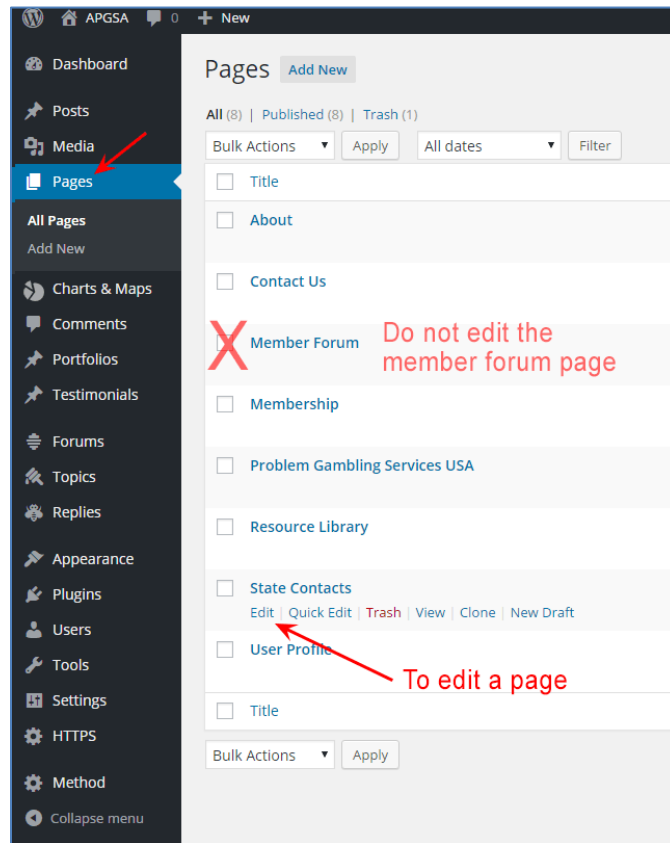 APGSA 0 + New
Dashboard
Posts
Media
Pages
All Pages
Add New
Charts & Maps
Comments
Portfolios
Testimonials
Forums
Topics
Replies
Appearance
Plugins
Users
Tools
Settings
HTTPS
Method
Collapse menu
Pages Add New
All (8) | Published (8) | Trash (1)
Bulk Actions Apply All dates Filter
Title
About
Contact Us
X Member Forum
Do not edit the
member forum page
Membership
Problem Gambling Services USA
Resource Library
State Contacts
Edit | Quick Edit | Trash | View | Clone | New Draft
User Profile
To edit a page
Title
Bulk Actions Apply